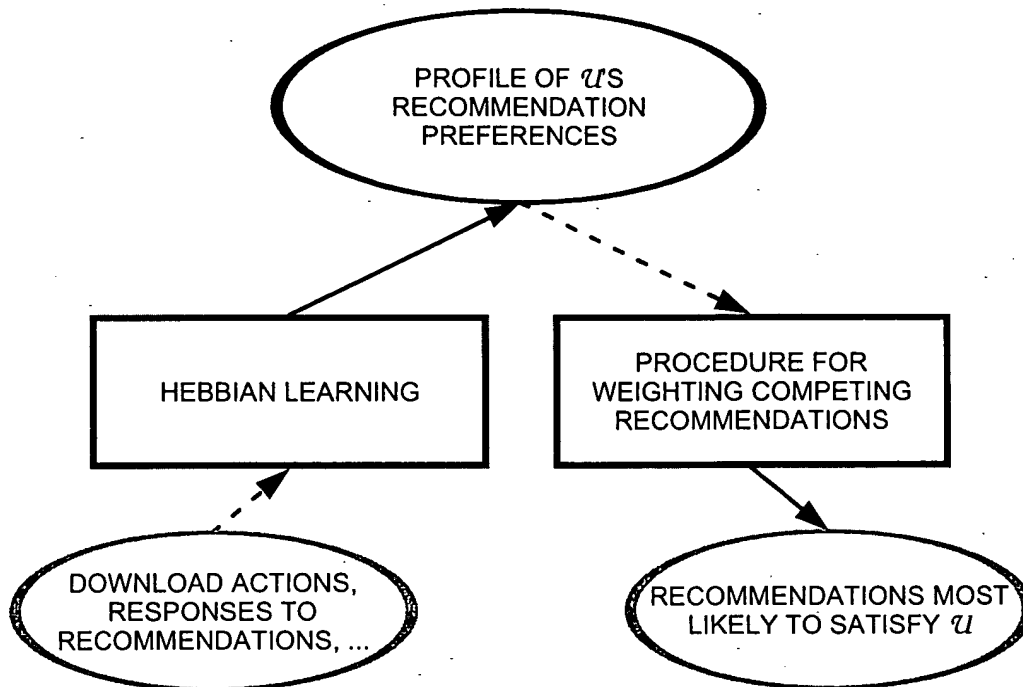 PROFILE OF 𝒰'S
RECOMMENDATION
PREFERENCES
HEBBIAN LEARNING
PROCEDURE FOR
WEIGHTING COMPETING
RECOMMENDATIONS
DOWNLOAD ACTIONS,
RESPONSES TO
RECOMMENDATIONS, ...
RECOMMENDATIONS MOST
LIKELY TO SATISFY 𝒰